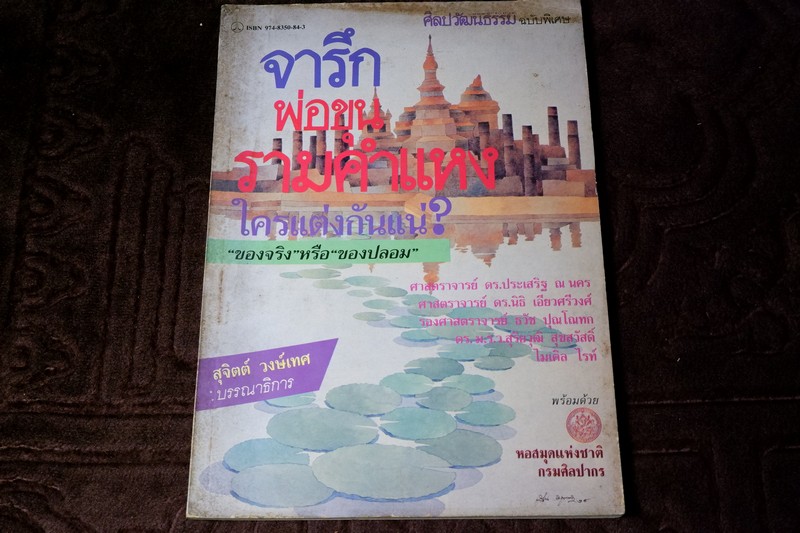 ISBN 974-8350-84-3
ศิลปวัฒนธรรม ฉบับพิเศษ
จารึก
พ่อขุน
รามคำแหง
ใครแต่งกันแน่?
"ของจริง"หรือ"ของปลอม"
ศาสตราจารย์ ดร.ประเสริฐ ณ นคร
ศาสตราจารย์ ดร.นิธิ เอียวศรีวงศ์
รองศาสตราจารย์ ธวัช ปุณโณทก
ดร.ม.ร.ว.สุริยวุฒิ สุขสวัสดิ์
ไมเคิล ไรท์
สุจิตต์ วงษ์เทศ
บรรณาธิการ
พร้อมด้วย
หอสมุดแห่งชาติ
กรมศิลปากร